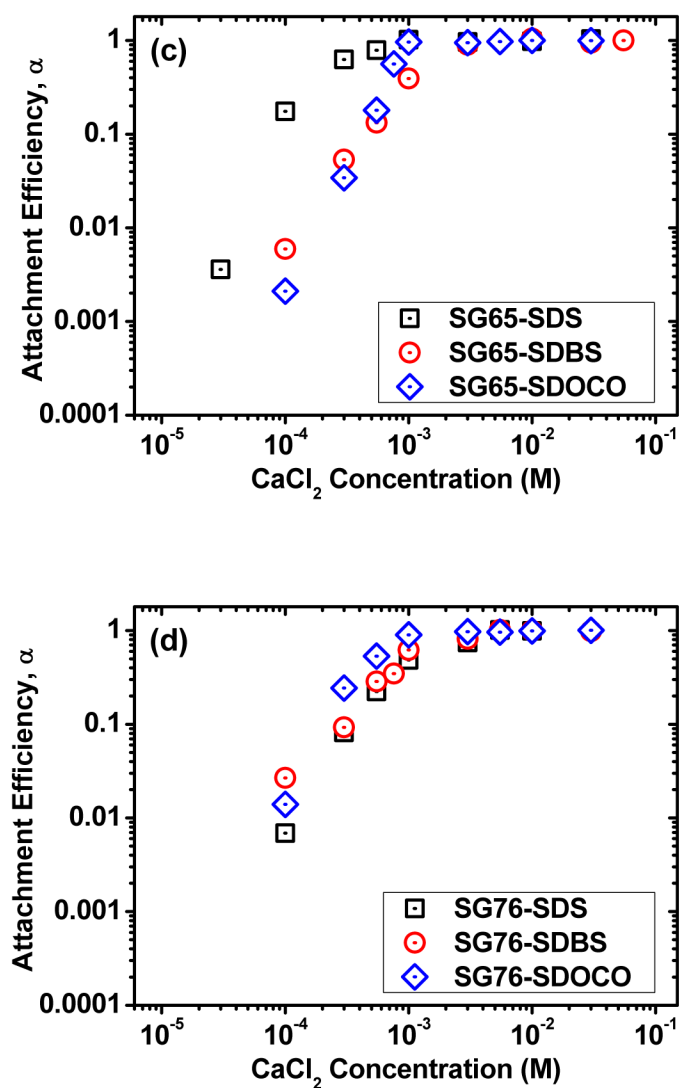 (c)
Attachment Efficiency, α
1
0.1
0.01
0.001
0.0001
SG65-SDS
SG65-SDBS
SG65-SDOCO
10⁻⁵ 10⁻⁴ 10⁻³ 10⁻² 10⁻¹
CaCl₂ Concentration (M)
(d)
Attachment Efficiency, α
1
0.1
0.01
0.001
0.0001
SG76-SDS
SG76-SDBS
SG76-SDOCO
10⁻⁵ 10⁻⁴ 10⁻³ 10⁻² 10⁻¹
CaCl₂ Concentration (M)